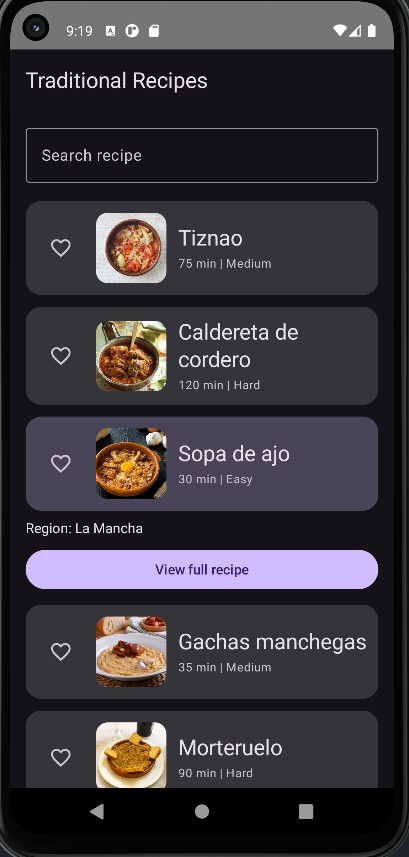 9:19
Traditional Recipes
Search recipe
Tiznao
75 min | Medium
Caldereta de
cordero
120 min | Hard
Sopa de ajo
30 min | Easy
Region: La Mancha
View full recipe
Gachas manchegas
35 min | Medium
Morteruelo
90 min | Hard